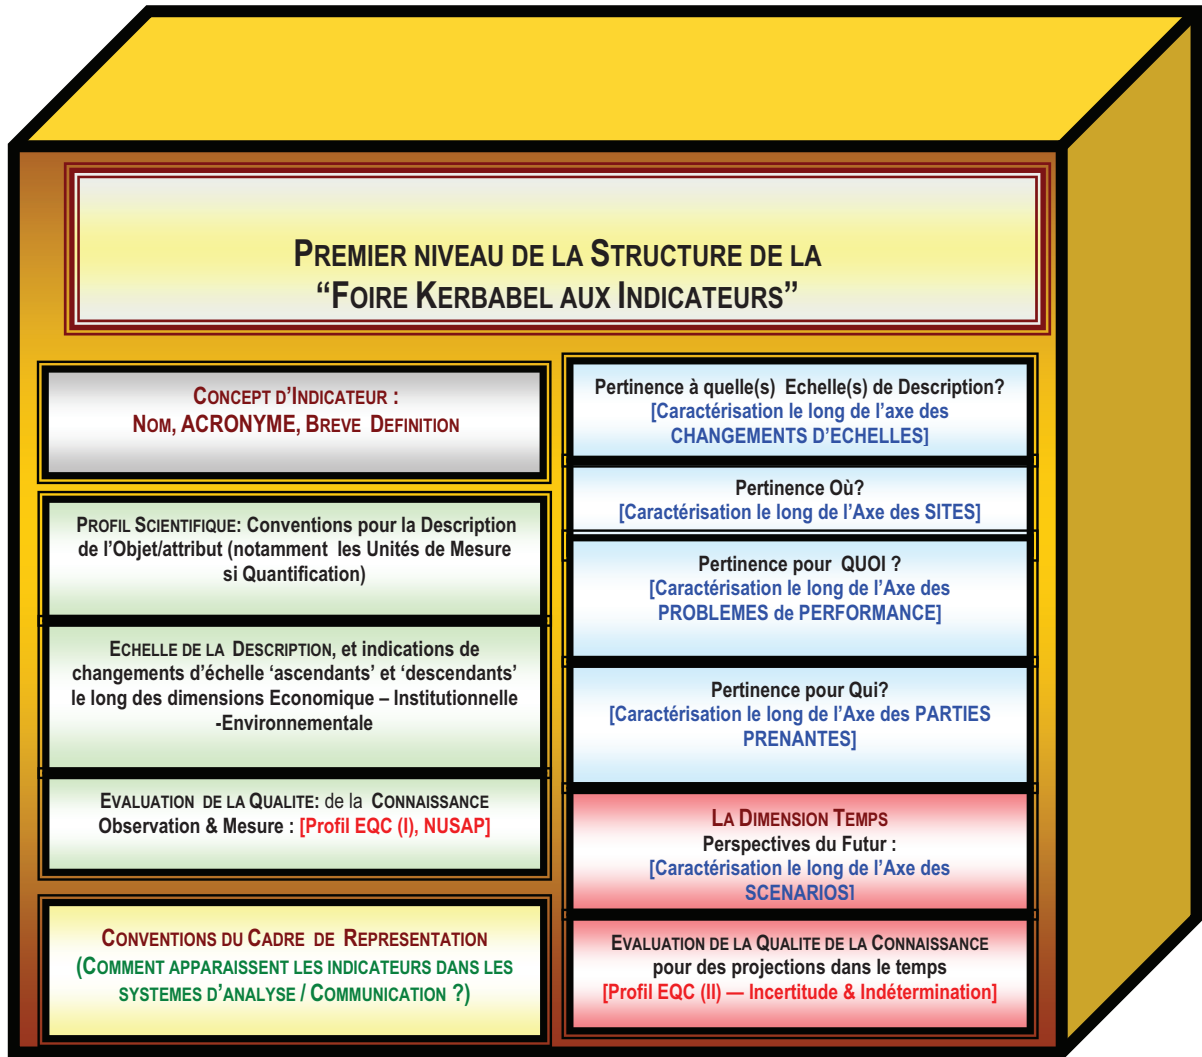 PREMIER NIVEAU DE LA STRUCTURE DE LA
“FOIRE KERBABEL AUX INDICATEURS”
CONCEPT D’INDICATEUR :
NOM, ACRONYME, BREVE DEFINITION
PROFIL SCIENTIFIQUE: Conventions pour la Description
de l’Objet/attribut (notamment les Unités de Mesure
si Quantification)
ECHELLE DE LA DESCRIPTION, et indications de
changements d’échelle ‘ascendants’ et ‘descendants’
le long des dimensions Economique – Institutionnelle
-Environnementale
EVALUATION DE LA QUALITE: de la CONNAISSANCE
Observation & Mesure : [Profil EQC (I), NUSAP]
CONVENTIONS DU CADRE DE REPRESENTATION
(COMMENT APPARAISSENT LES INDICATEURS DANS LES
SYSTEMES D’ANALYSE / COMMUNICATION ?)
Pertinence à quelle(s) Echelle(s) de Description?
[Caractérisation le long de l’axe des
CHANGEMENTS D’ECHELLES]
Pertinence Où?
[Caractérisation le long de l’Axe des SITES]
Pertinence pour QUOI ?
[Caractérisation le long de l’Axe des
PROBLEMES de PERFORMANCE]
Pertinence pour Qui?
[Caractérisation le long de l’Axe des PARTIES
PRENANTES]
LA DIMENSION TEMPS
Perspectives du Futur :
[Caractérisation le long de l’Axe des
SCENARIOS]
EVALUATION DE LA QUALITE DE LA CONNAISSANCE
pour des projections dans le temps
[Profil EQC (II) — Incertitude & Indétermination]